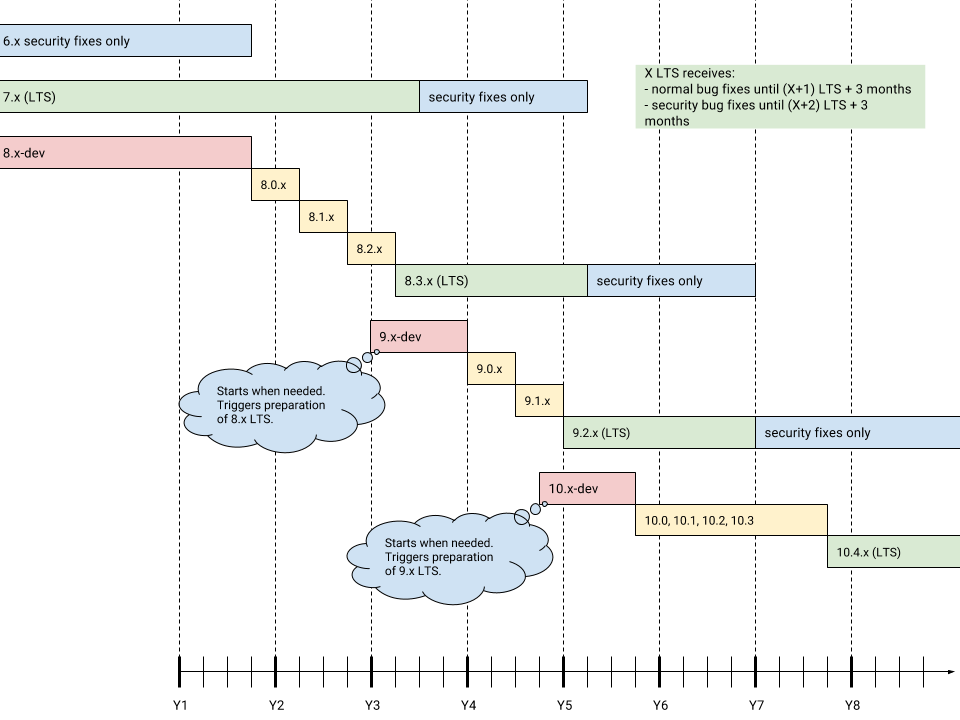 6.x security fixes only
7.x (LTS)
security fixes only
X LTS receives:
- normal bug fixes until (X+1) LTS + 3 months
- security bug fixes until (X+2) LTS + 3
months
8.x-dev
8.0.x
8.1.x
8.2.x
8.3.x (LTS)
security fixes only
9.x-dev
9.0.x
Starts when needed.
Triggers preparation
of 8.x LTS.
9.1.x
9.2.x (LTS)
security fixes only
10.x-dev
10.0, 10.1, 10.2, 10.3
Starts when needed.
Triggers preparation
of 9.x LTS.
10.4.x (LTS)
Y1 Y2 Y3 Y4 Y5 Y6 Y7 Y8